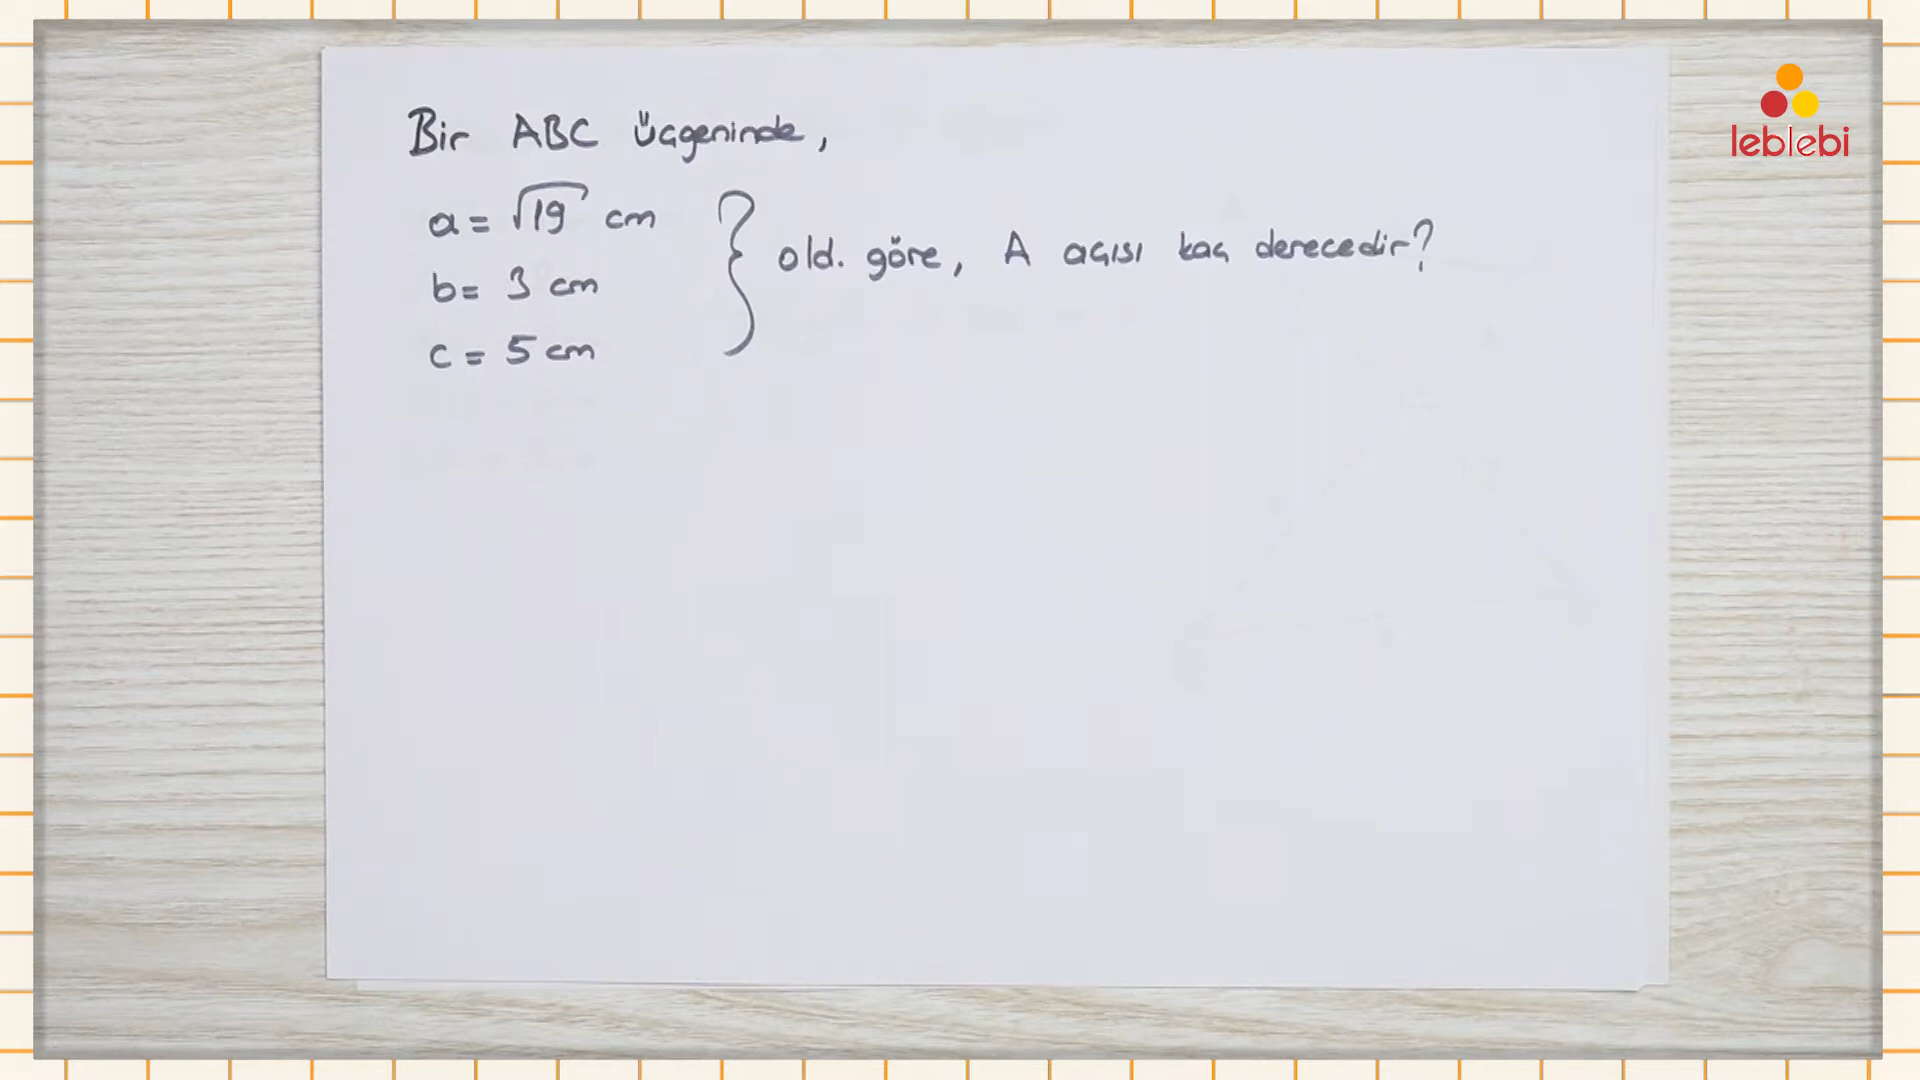 Bir ABC üçgeninde,
a = √19 cm
b = 3 cm
c = 5 cm
old. göre, A açısı kaç derecedir?
leblebi